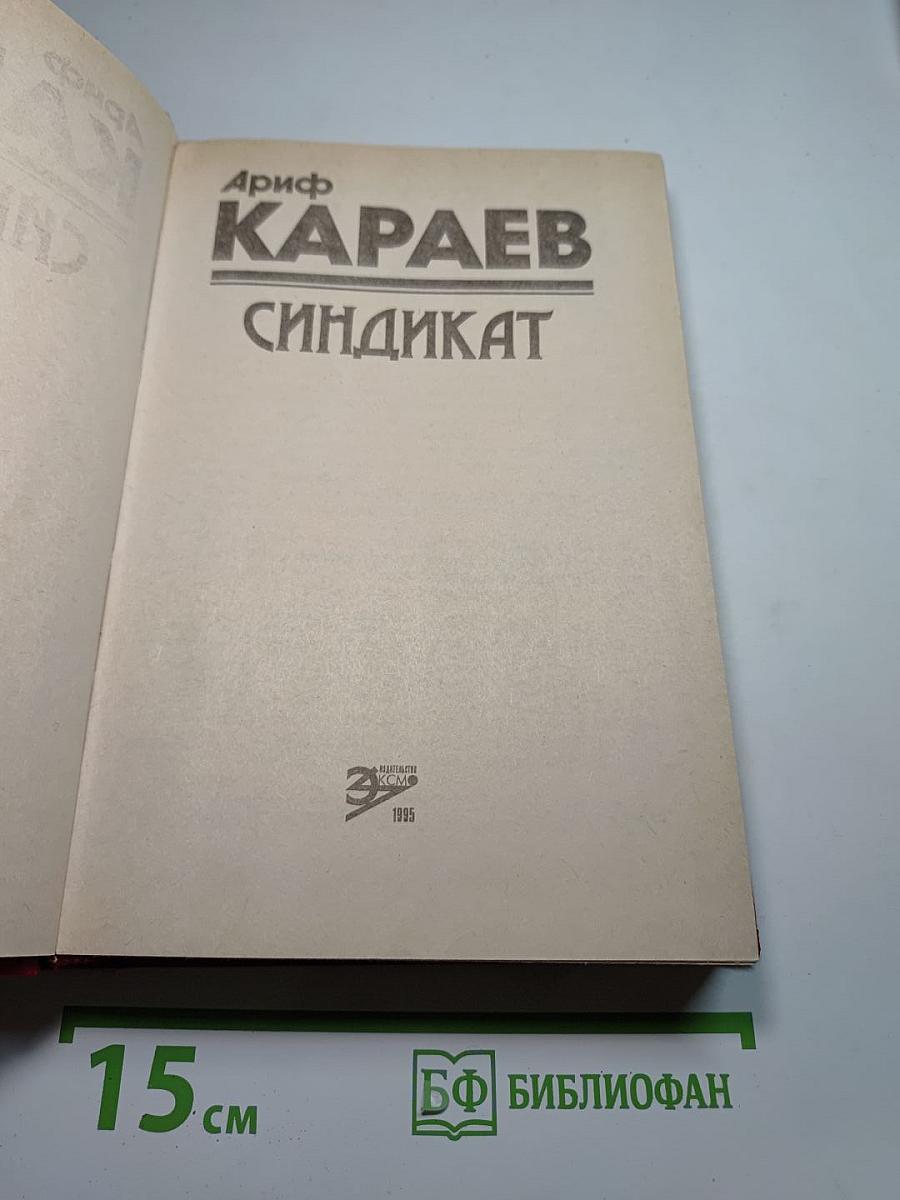 Ариф
КАРАЕВ
СИНДИКАТ
ИЗДАТЕЛЬСТВО
ЭКСМО
1995
15 см
БФ БИБЛИОФАН